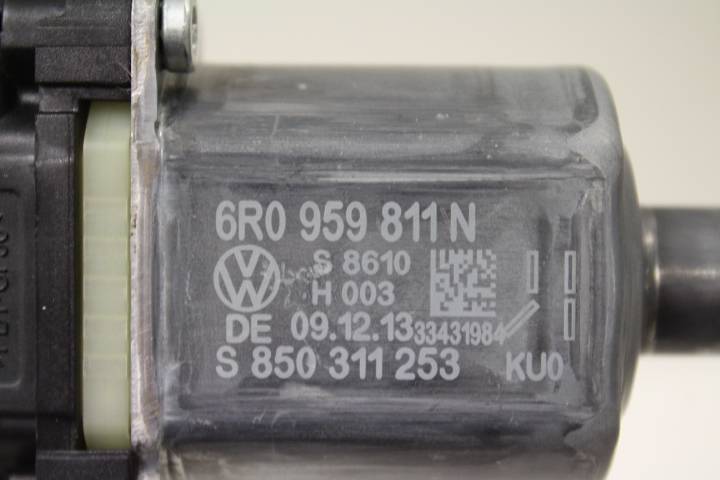 6R0 959 811 N
S 8610
H 003
DE 09.12.13 33431984
S 850 311 253 KU0